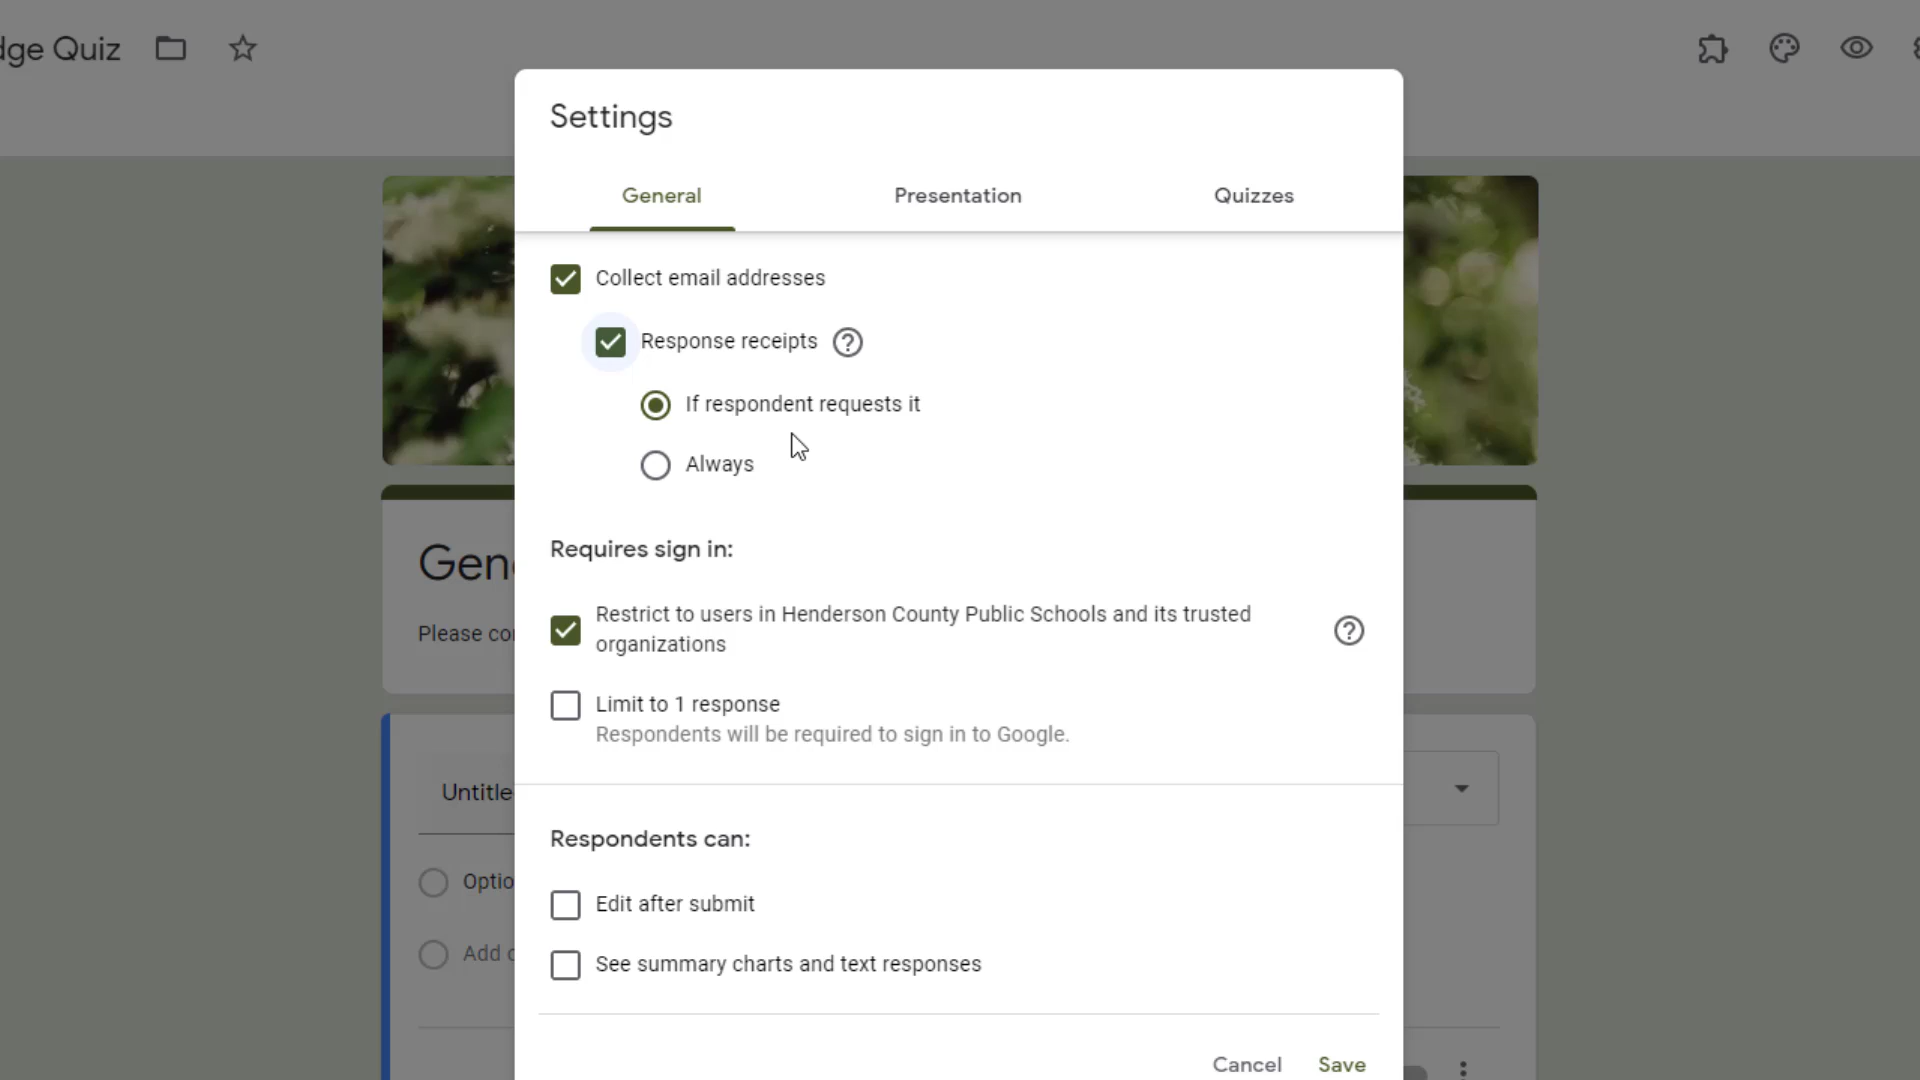 dge Quiz
Settings
General
Presentation
Quizzes
Collect email addresses
Response receipts
If respondent requests it
Always
Requires sign in:
Restrict to users in Henderson County Public Schools and its trusted
organizations
Limit to 1 response
Respondents will be required to sign in to Google.
Respondents can:
Edit after submit
See summary charts and text responses
Cancel
Save
Gen
Please co
Untitle
Optio
Add